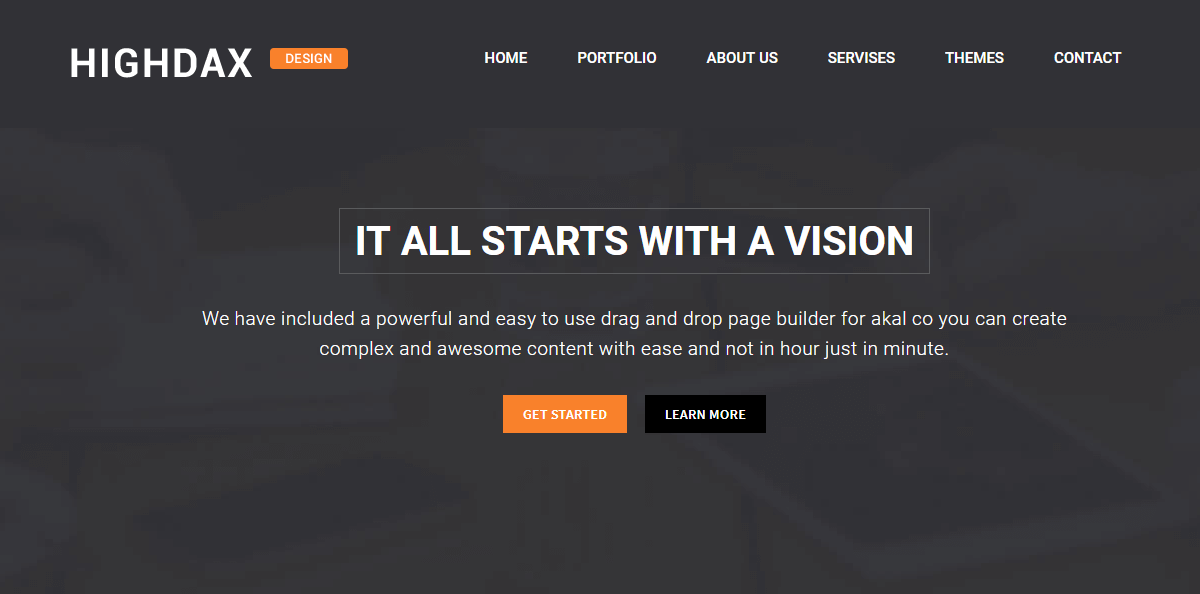 HIGHDAX DESIGN HOME PORTFOLIO ABOUT US SERVISES THEMES CONTACT
IT ALL STARTS WITH A VISION
We have included a powerful and easy to use drag and drop page builder for akal co you can create
complex and awesome content with ease and not in hour just in minute.
GET STARTED LEARN MORE